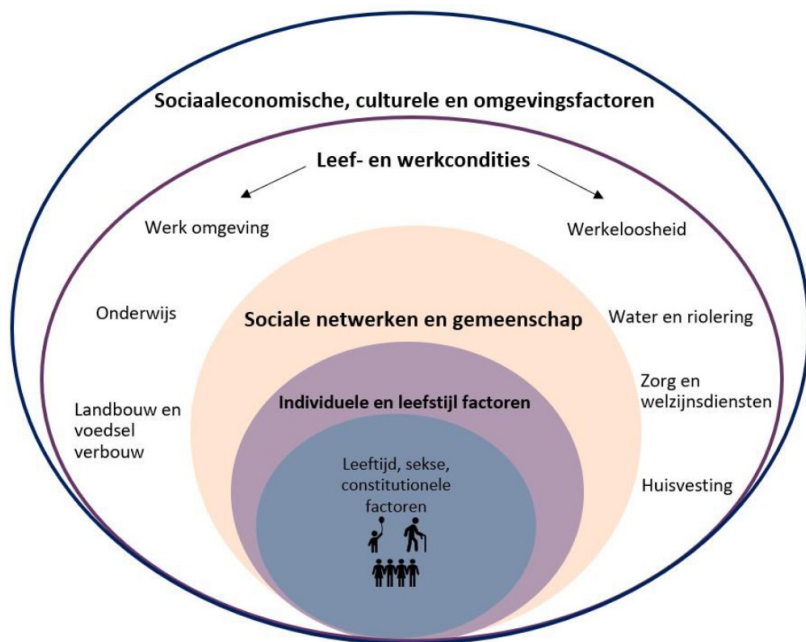 Sociaaleconomische, culturele en omgevingsfactoren
Leef- en werkcondities
Werk omgeving
Werkeloosheid
Onderwijs
Sociale netwerken en gemeenschap
Water en riolering
Individuele en leefstijl factoren
Zorg en
welzijnsdiensten
Landbouw en
voedsel
verbouw
Leeftijd, sekse,
constitutionele
factoren
Huisvesting